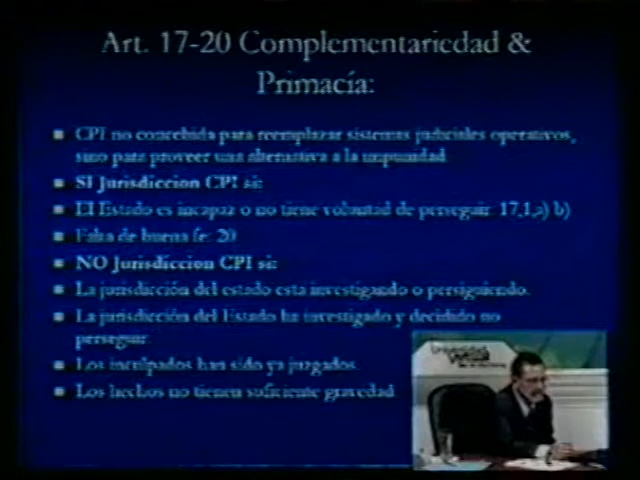 Art. 17-20 Complementariedad &
Primacía:
CPI no concebida para reemplazar sistemas judiciales operativos,
sino para proveer una alternativa a la impunidad
SI Jurisdiccion CPI si:
El Estado es incapaz o no tiene voluntad de perseguir 17,1,a) b)
Falta de buena fe: 20
NO Jurisdiccion CPI si:
La jurisdicción del estado esta investigando o persiguiendo.
La jurisdicción del Estado ha investigado y decidido no
perseguir
Los inculpados han sido ya juzgados
Los hechos no tienen suficiente gravedad